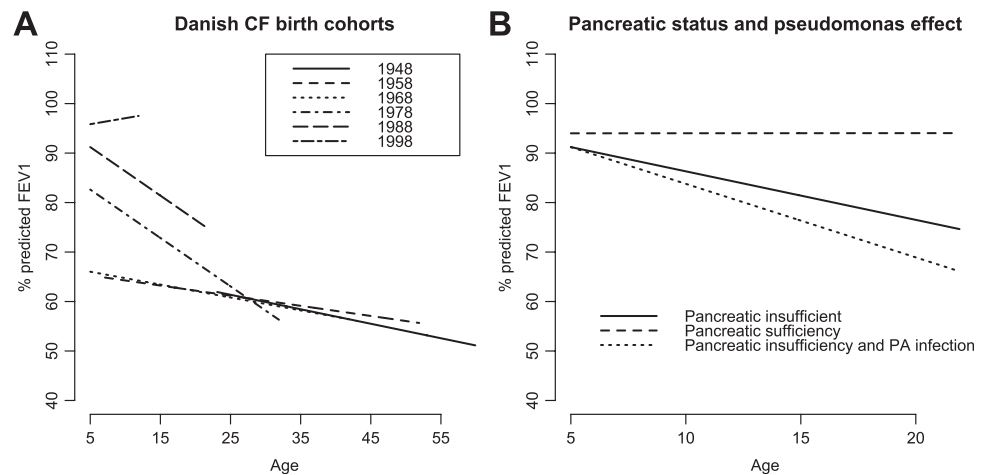 A
Danish CF birth cohorts
110
100
90
80
70
60
50
40
% predicted FEV1
1948
1958
1968
1978
1988
1998
5 15 25 35 45 55
Age
B
Pancreatic status and pseudomonas effect
110
100
90
80
70
60
50
40
% predicted FEV1
Pancreatic insufficient
Pancreatic sufficiency
Pancreatic insufficiency and PA infection
5 10 15 20
Age